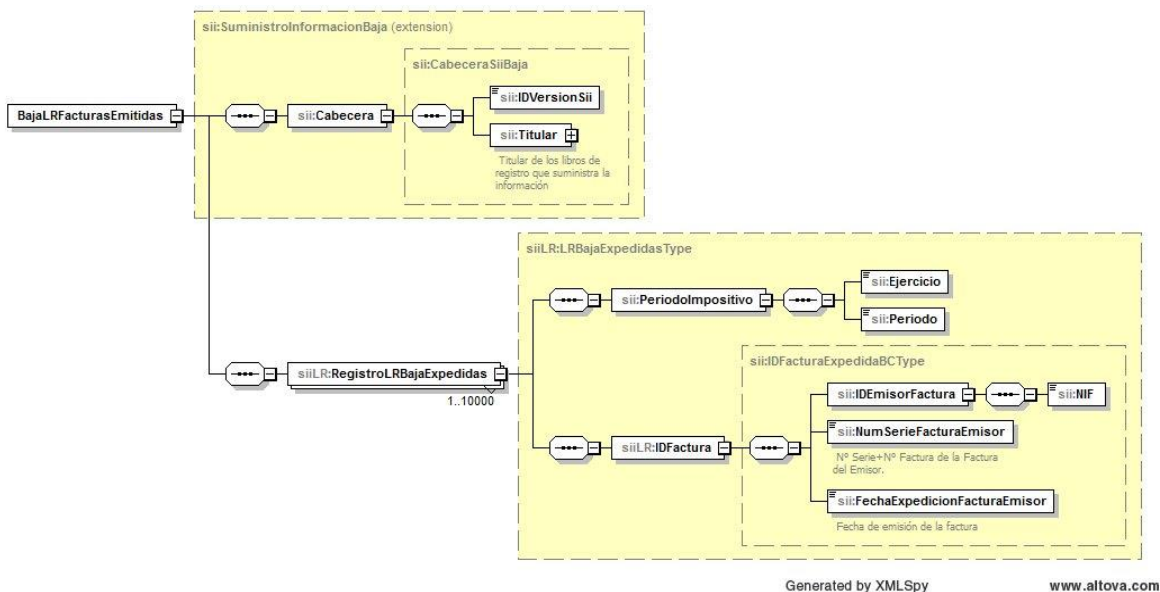 sii:SuministroInformacionBaja (extension)
sii:CabeceraSiiBaja
sii:IDVersionSii
BajaLRFacturasEmitidas
sii:Cabecera
sii:Titular
Titular de los libros de
registro que suministra la
información
siiLR:LRBajaExpedidasType
sii:Ejercicio
sii:PeriodoImpositivo
sii:Periodo
sii:IDFacturaExpedidaBCType
siiLR:RegistroLRBajaExpedidas
1..10000
sii:IDEmisorFactura
sii:NIF
sii:NumSerieFacturaEmisor
siiLR:IDFactura
Nº Serie+Nº Factura de la Factura
del Emisor.
sii:FechaExpedicionFacturaEmisor
Fecha de emisión de la factura
Generated by XMLSpy
www.altova.com